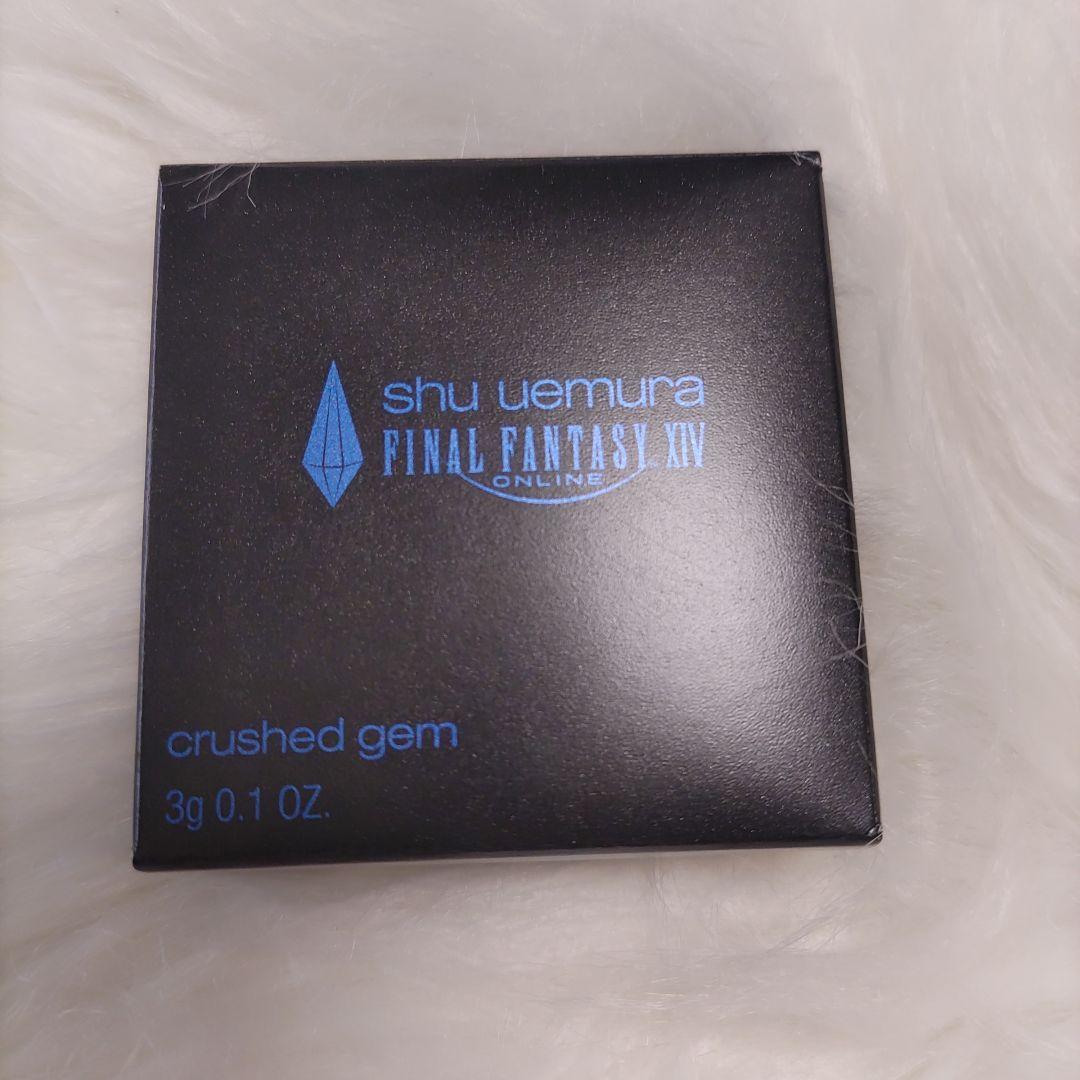 shu uemura
FINAL FANTASY XIV
ONLINE
crushed gem
3g 0.1 OZ.